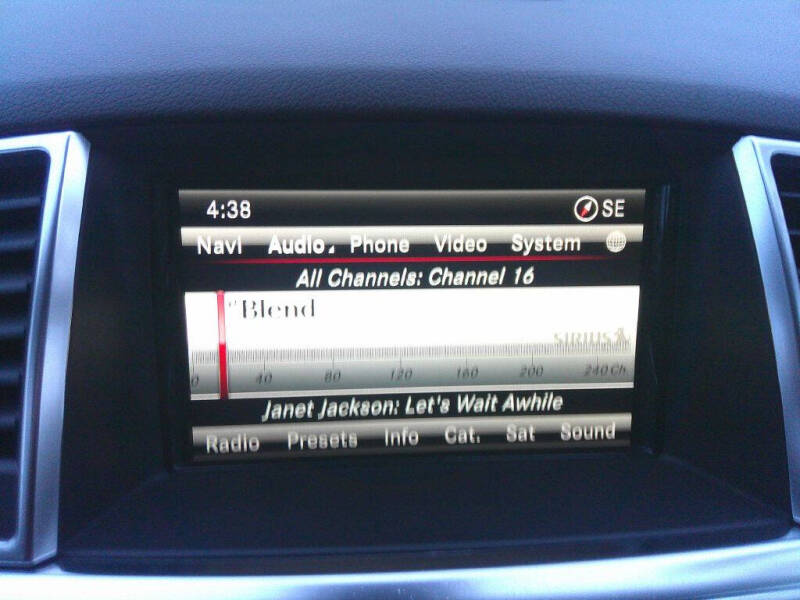 4:38 SE
Navi Audio Phone Video System
All Channels: Channel 16
Blend
SIRIUS
0 40 80 120 160 200 240 Ch
Janet Jackson: Let's Wait Awhile
Radio Presets Info Cat. Sat Sound